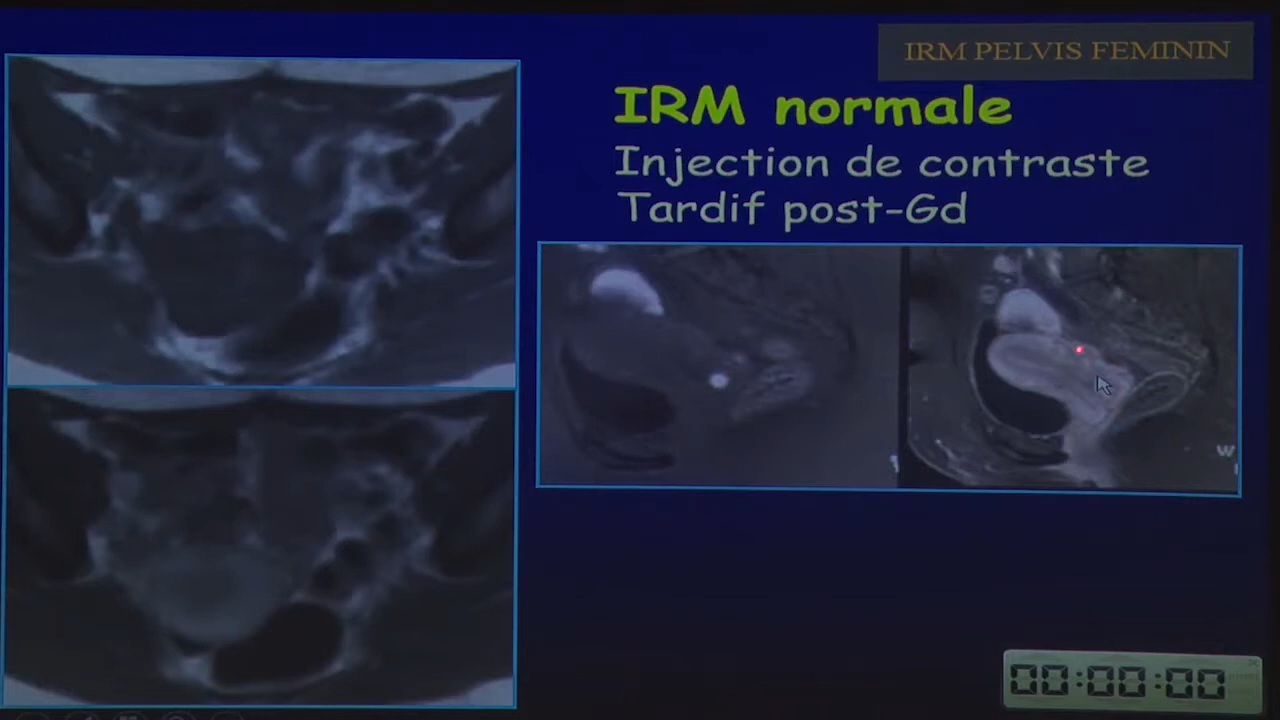 IRM PELVIS FEMININ
IRM normale
Injection de contraste
Tardif post-Gd
W
00:00:00